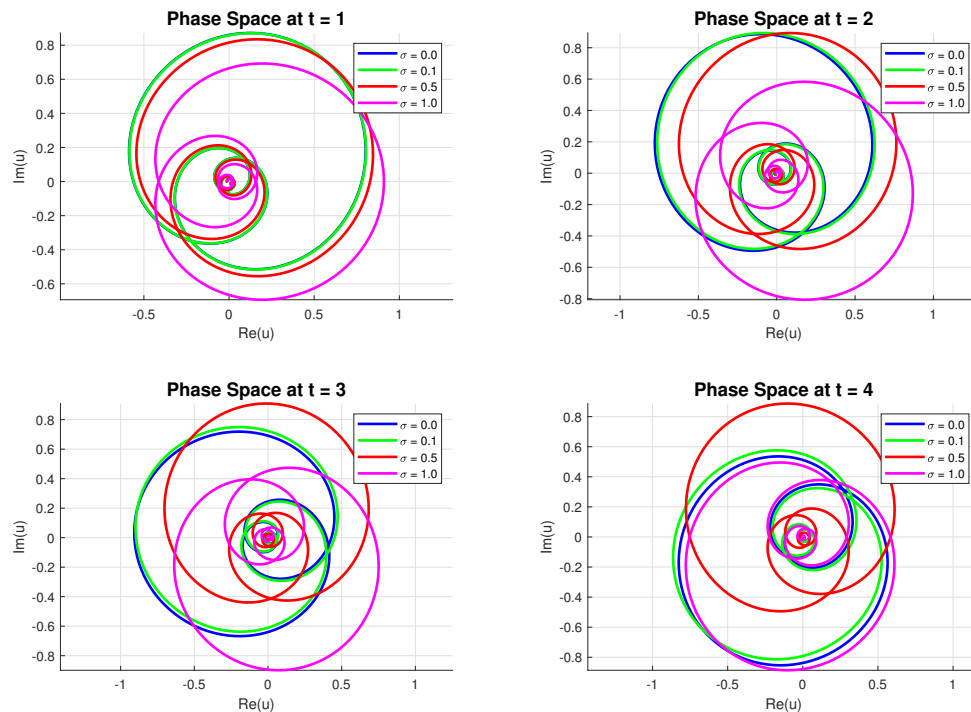 Phase Space at t = 1
0.8
0.6
0.4
0.2
0
-0.2
-0.4
-0.6
-0.5
0
0.5
1
Re(u)
Im(u)
σ = 0.0
σ = 0.1
σ = 0.5
σ = 1.0
Phase Space at t = 2
0.8
0.6
0.4
0.2
0
-0.2
-0.4
-0.6
-0.8
-1
-0.5
0
0.5
1
Re(u)
Im(u)
σ = 0.0
σ = 0.1
σ = 0.5
σ = 1.0
Phase Space at t = 3
0.8
0.6
0.4
0.2
0
-0.2
-0.4
-0.6
-0.8
-1
-0.5
0
0.5
1
Re(u)
Im(u)
σ = 0.0
σ = 0.1
σ = 0.5
σ = 1.0
Phase Space at t = 4
0.8
0.6
0.4
0.2
0
-0.2
-0.4
-0.6
-0.8
-1
-0.5
0
0.5
1
Re(u)
Im(u)
σ = 0.0
σ = 0.1
σ = 0.5
σ = 1.0